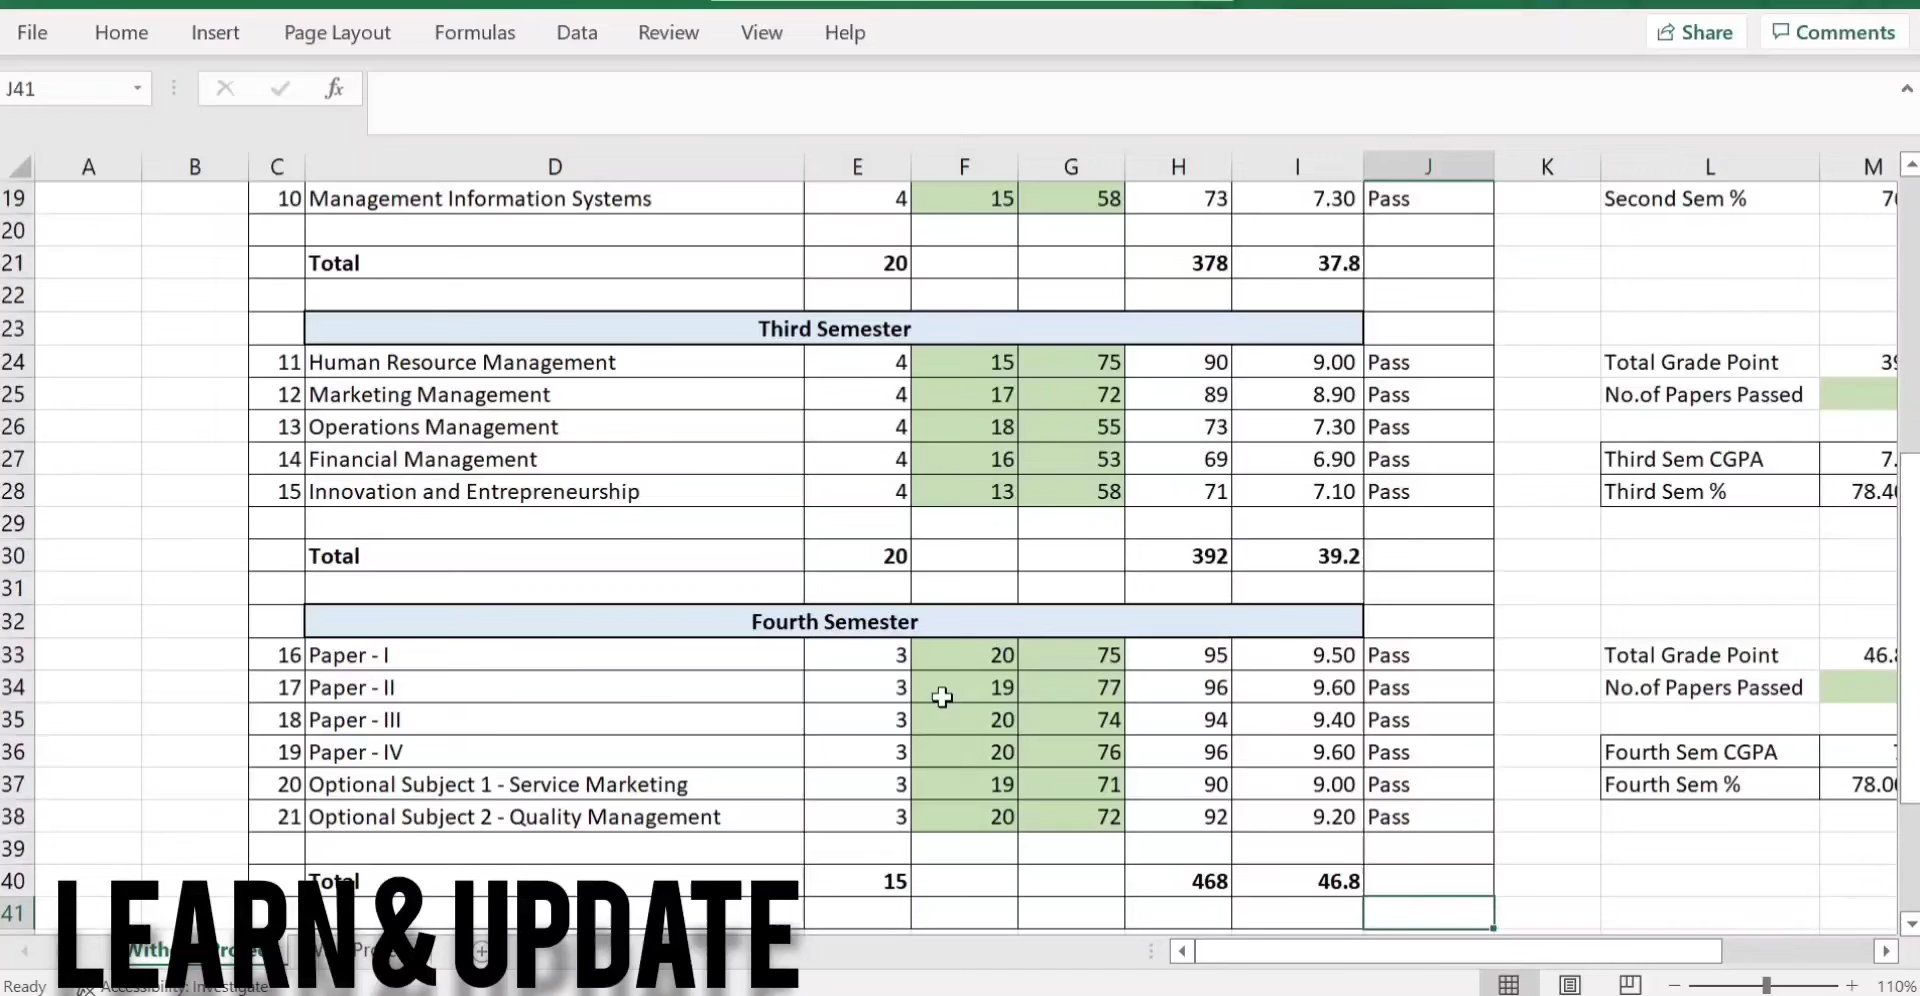 File Home Insert Page Layout Formulas Data Review View Help Share Comments
J41 fx
A B C D E F G H I J K L M
19 10 Management Information Systems 4 15 58 73 7.30 Pass Second Sem %
20
21 Total 20 378 37.8
22
23 Third Semester
24 11 Human Resource Management 4 15 75 90 9.00 Pass Total Grade Point
25 12 Marketing Management 4 17 72 89 8.90 Pass No.of Papers Passed
26 13 Operations Management 4 18 55 73 7.30 Pass
27 14 Financial Management 4 16 53 69 6.90 Pass Third Sem CGPA 7.
28 15 Innovation and Entrepreneurship 4 13 58 71 7.10 Pass Third Sem % 78.4
29
30 Total 20 392 39.2
31
32 Fourth Semester
33 16 Paper - I 3 20 75 95 9.50 Pass Total Grade Point 46.
34 17 Paper - II 3 19 77 96 9.60 Pass No.of Papers Passed
35 18 Paper - III 3 20 74 94 9.40 Pass
36 19 Paper - IV 3 20 76 96 9.60 Pass Fourth Sem CGPA
37 20 Optional Subject 1 - Service Marketing 3 19 71 90 9.00 Pass Fourth Sem % 78.0
38 21 Optional Subject 2 - Quality Management 3 20 72 92 9.20 Pass
39
40 Total 15 468 46.8
41
LEARN & UPDATE
Ready Accessibility: Investigate 110%